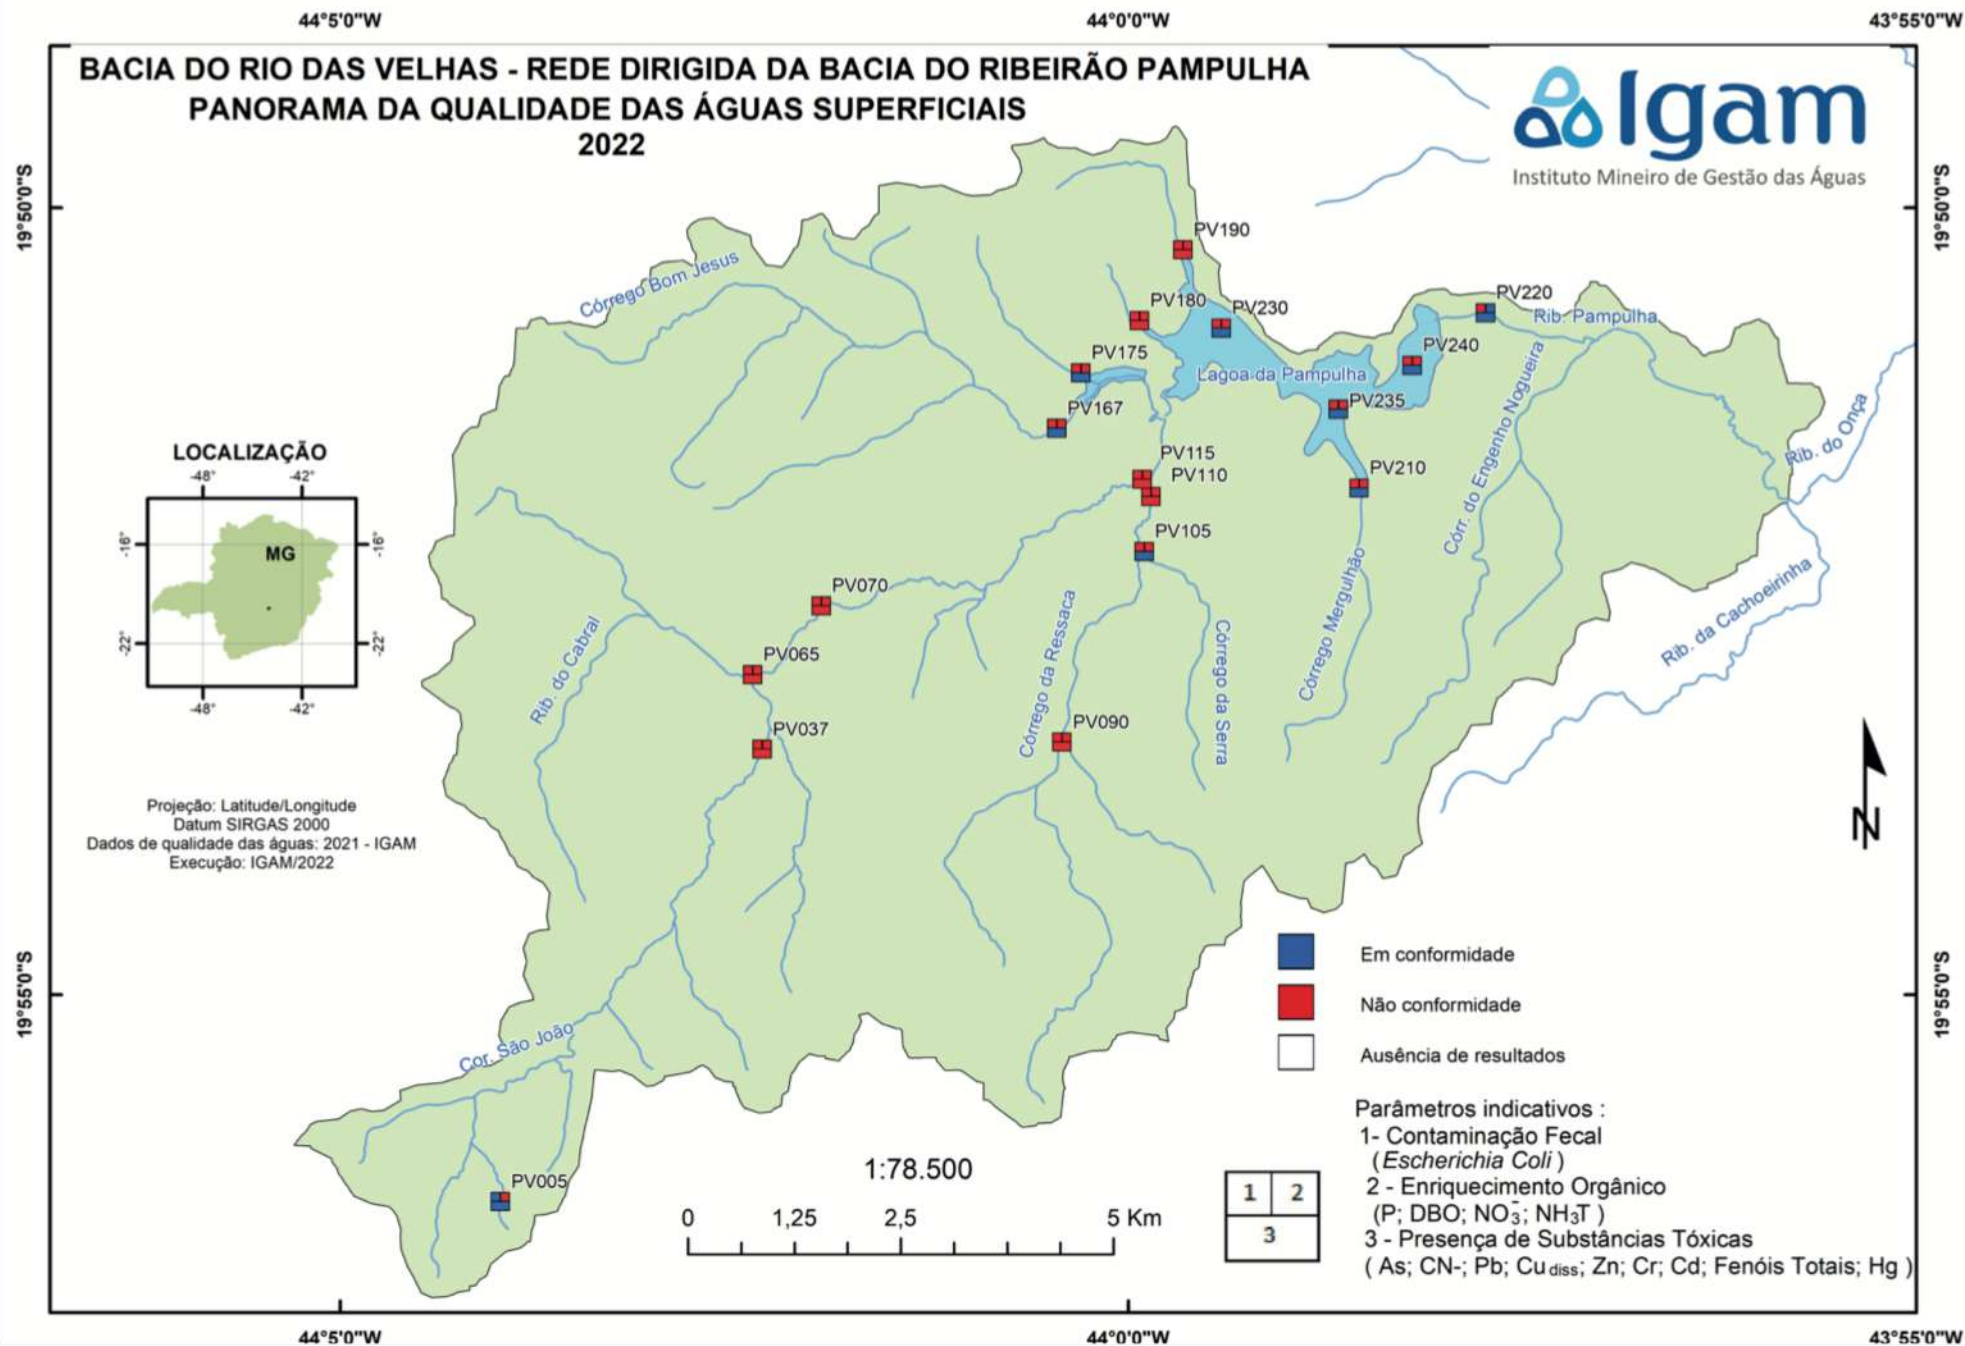 44°5'0"W
44°0'0"W
43°55'0"W
BACIA DO RIO DAS VELHAS - REDE DIRIGIDA DA BACIA DO RIBEIRÃO PAMPULHA
PANORAMA DA QUALIDADE DAS ÁGUAS SUPERFICIAIS
2022
Igam
Instituto Mineiro de Gestão das Águas
19°50'0"S
19°50'0"S
PV190
Córrego Bom Jesus
PV180
PV230
PV220
Rib. Pampulha
PV175
PV240
Lagoa da Pampulha
PV167
PV235
Córr. do Engenho Nogueira
Rib. do Onça
PV115
PV110
PV210
PV105
LOCALIZAÇÃO
-48°
-42°
-16°
MG
-16°
-22°
-22°
-48°
-42°
PV070
Rib. do Cabral
PV065
Córrego da Ressaca
Córrego da Serra
Córrego Mergulhão
Rib. da Cachoeirinha
PV037
PV090
N
Projeção: Latitude/Longitude
Datum SIRGAS 2000
Dados de qualidade das águas: 2021 - IGAM
Execução: IGAM/2022
19°55'0"S
19°55'0"S
Cor. São João
PV005
Em conformidade
Não conformidade
Ausência de resultados
1:78.500
0 1,25 2,5 5 Km
1 2
3
Parâmetros indicativos :
1- Contaminação Fecal
(Escherichia Coli )
2 - Enriquecimento Orgânico
(P; DBO; NO3-; NH3T )
3 - Presença de Substâncias Tóxicas
( As; CN-; Pb; Cu diss; Zn; Cr; Cd; Fenóis Totais; Hg )
44°5'0"W
44°0'0"W
43°55'0"W